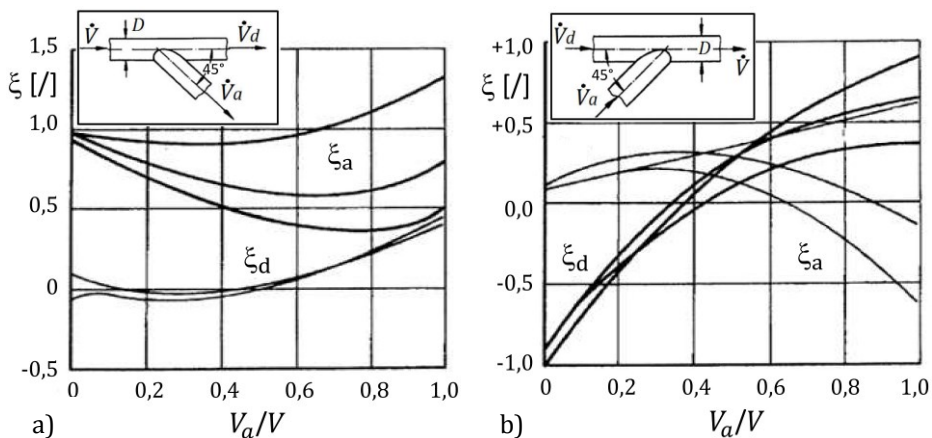 V̇ D V̇d
45°
V̇a
1,5
ξ [/]
1,0
0,5
0
-0,5
ξa
ξd
0 0,2 0,4 0,6 0,8 1,0
a) Va/V
V̇d D V̇
45°
V̇a
+1,0
ξ [/]
+0,5
0,0
-0,5
-1,0
ξd ξa
0 0,2 0,4 0,6 0,8 1,0
b) Va/V